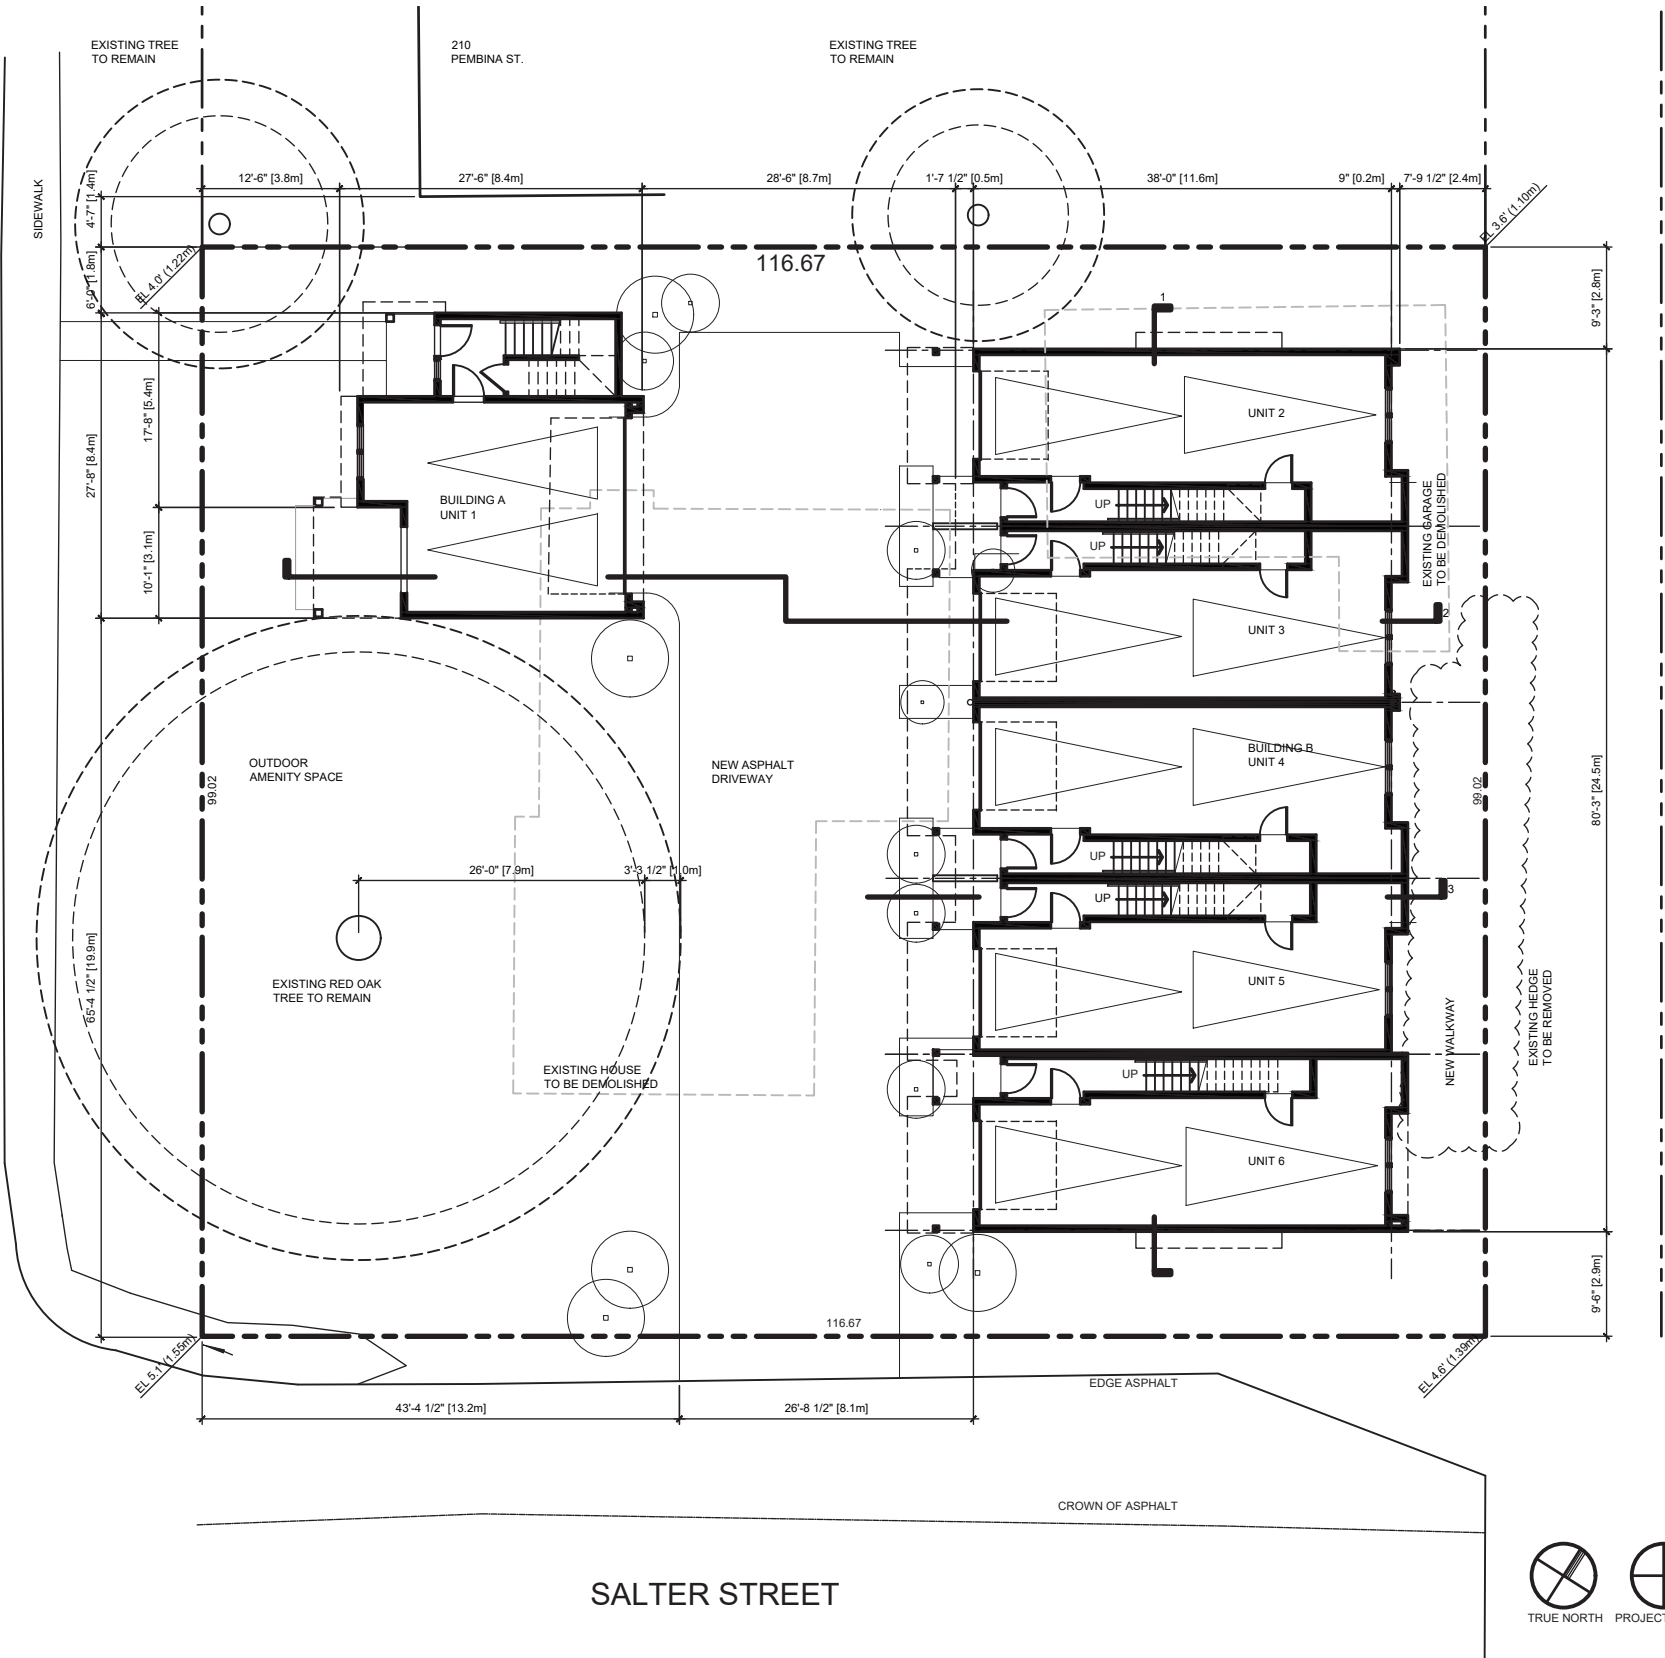 EXISTING TREE
TO REMAIN
210
PEMBINA ST.
EXISTING TREE
TO REMAIN
SIDEWALK
12'-6" [3.8m]
27'-6" [8.4m]
28'-6" [8.7m]
1'-7 1/2" [0.5m]
38'-0" [11.6m]
9" [0.2m]
7'-9 1/2" [2.4m]
4'-7" [1.4m]
6'-0" [1.8m]
EL 4.0' (1.22m)
EL 3.6' (1.10m)
116.67
9'-3" [2.8m]
1
17'-8" [5.4m]
27'-8" [8.4m]
10'-1" [3.1m]
BUILDING A
UNIT 1
UNIT 2
UP
UP
EXISTING GARAGE
TO BE DEMOLISHED
UNIT 3
2
OUTDOOR
AMENITY SPACE
99.02
NEW ASPHALT
DRIVEWAY
BUILDING B
UNIT 4
99.02
80'-3" [24.5m]
26'-0" [7.9m]
3'-3 1/2" [1.0m]
UP
UP
3
65'-4 1/2" [19.9m]
EXISTING RED OAK
TREE TO REMAIN
UNIT 5
NEW WALKWAY
EXISTING HEDGE
TO BE REMOVED
EXISTING HOUSE
TO BE DEMOLISHED
UP
UNIT 6
9'-6" [2.9m]
116.67
EL 5.1' (1.55m)
EL 4.6' (1.39m)
EDGE ASPHALT
43'-4 1/2" [13.2m]
26'-8 1/2" [8.1m]
CROWN OF ASPHALT
SALTER STREET
TRUE NORTH
PROJECT